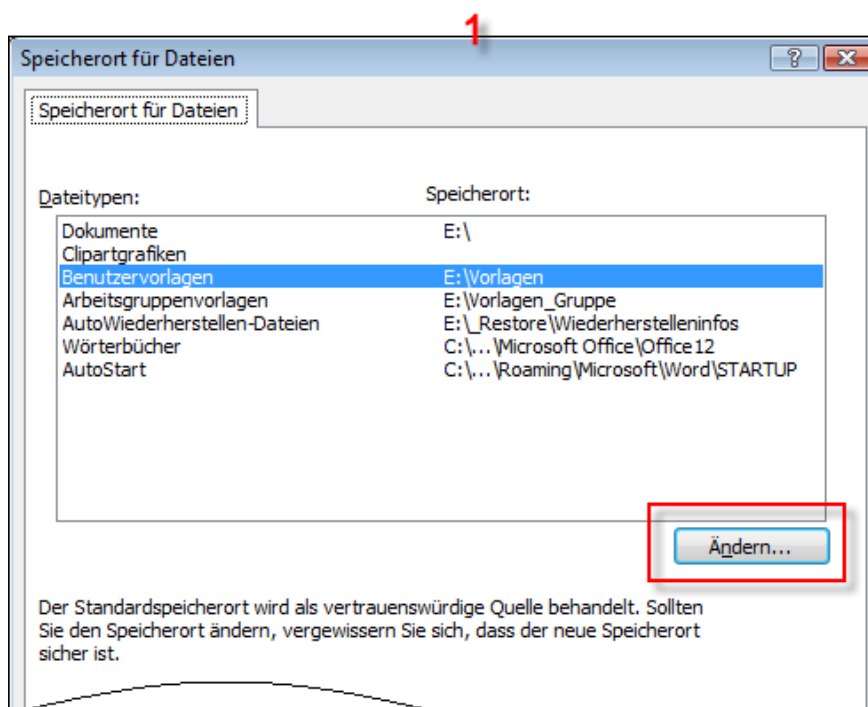 1
Speicherort für Dateien
Speicherort für Dateien
Dateitypen: Speicherort:
Dokumente E:\
Clipartgrafiken
Benutzervorlagen E:\Vorlagen
Arbeitsgruppenvorlagen E:\Vorlagen_Gruppe
AutoWiederherstellen-Dateien E:\_Restore\Wiederherstelleninfos
Wörterbücher C:\...\Microsoft Office\Office12
AutoStart C:\...\Roaming\Microsoft\Word\STARTUP
Ändern...
Der Standardspeicherort wird als vertrauenswürdige Quelle behandelt. Sollten
Sie den Speicherort ändern, vergewissern Sie sich, dass der neue Speicherort
sicher ist.